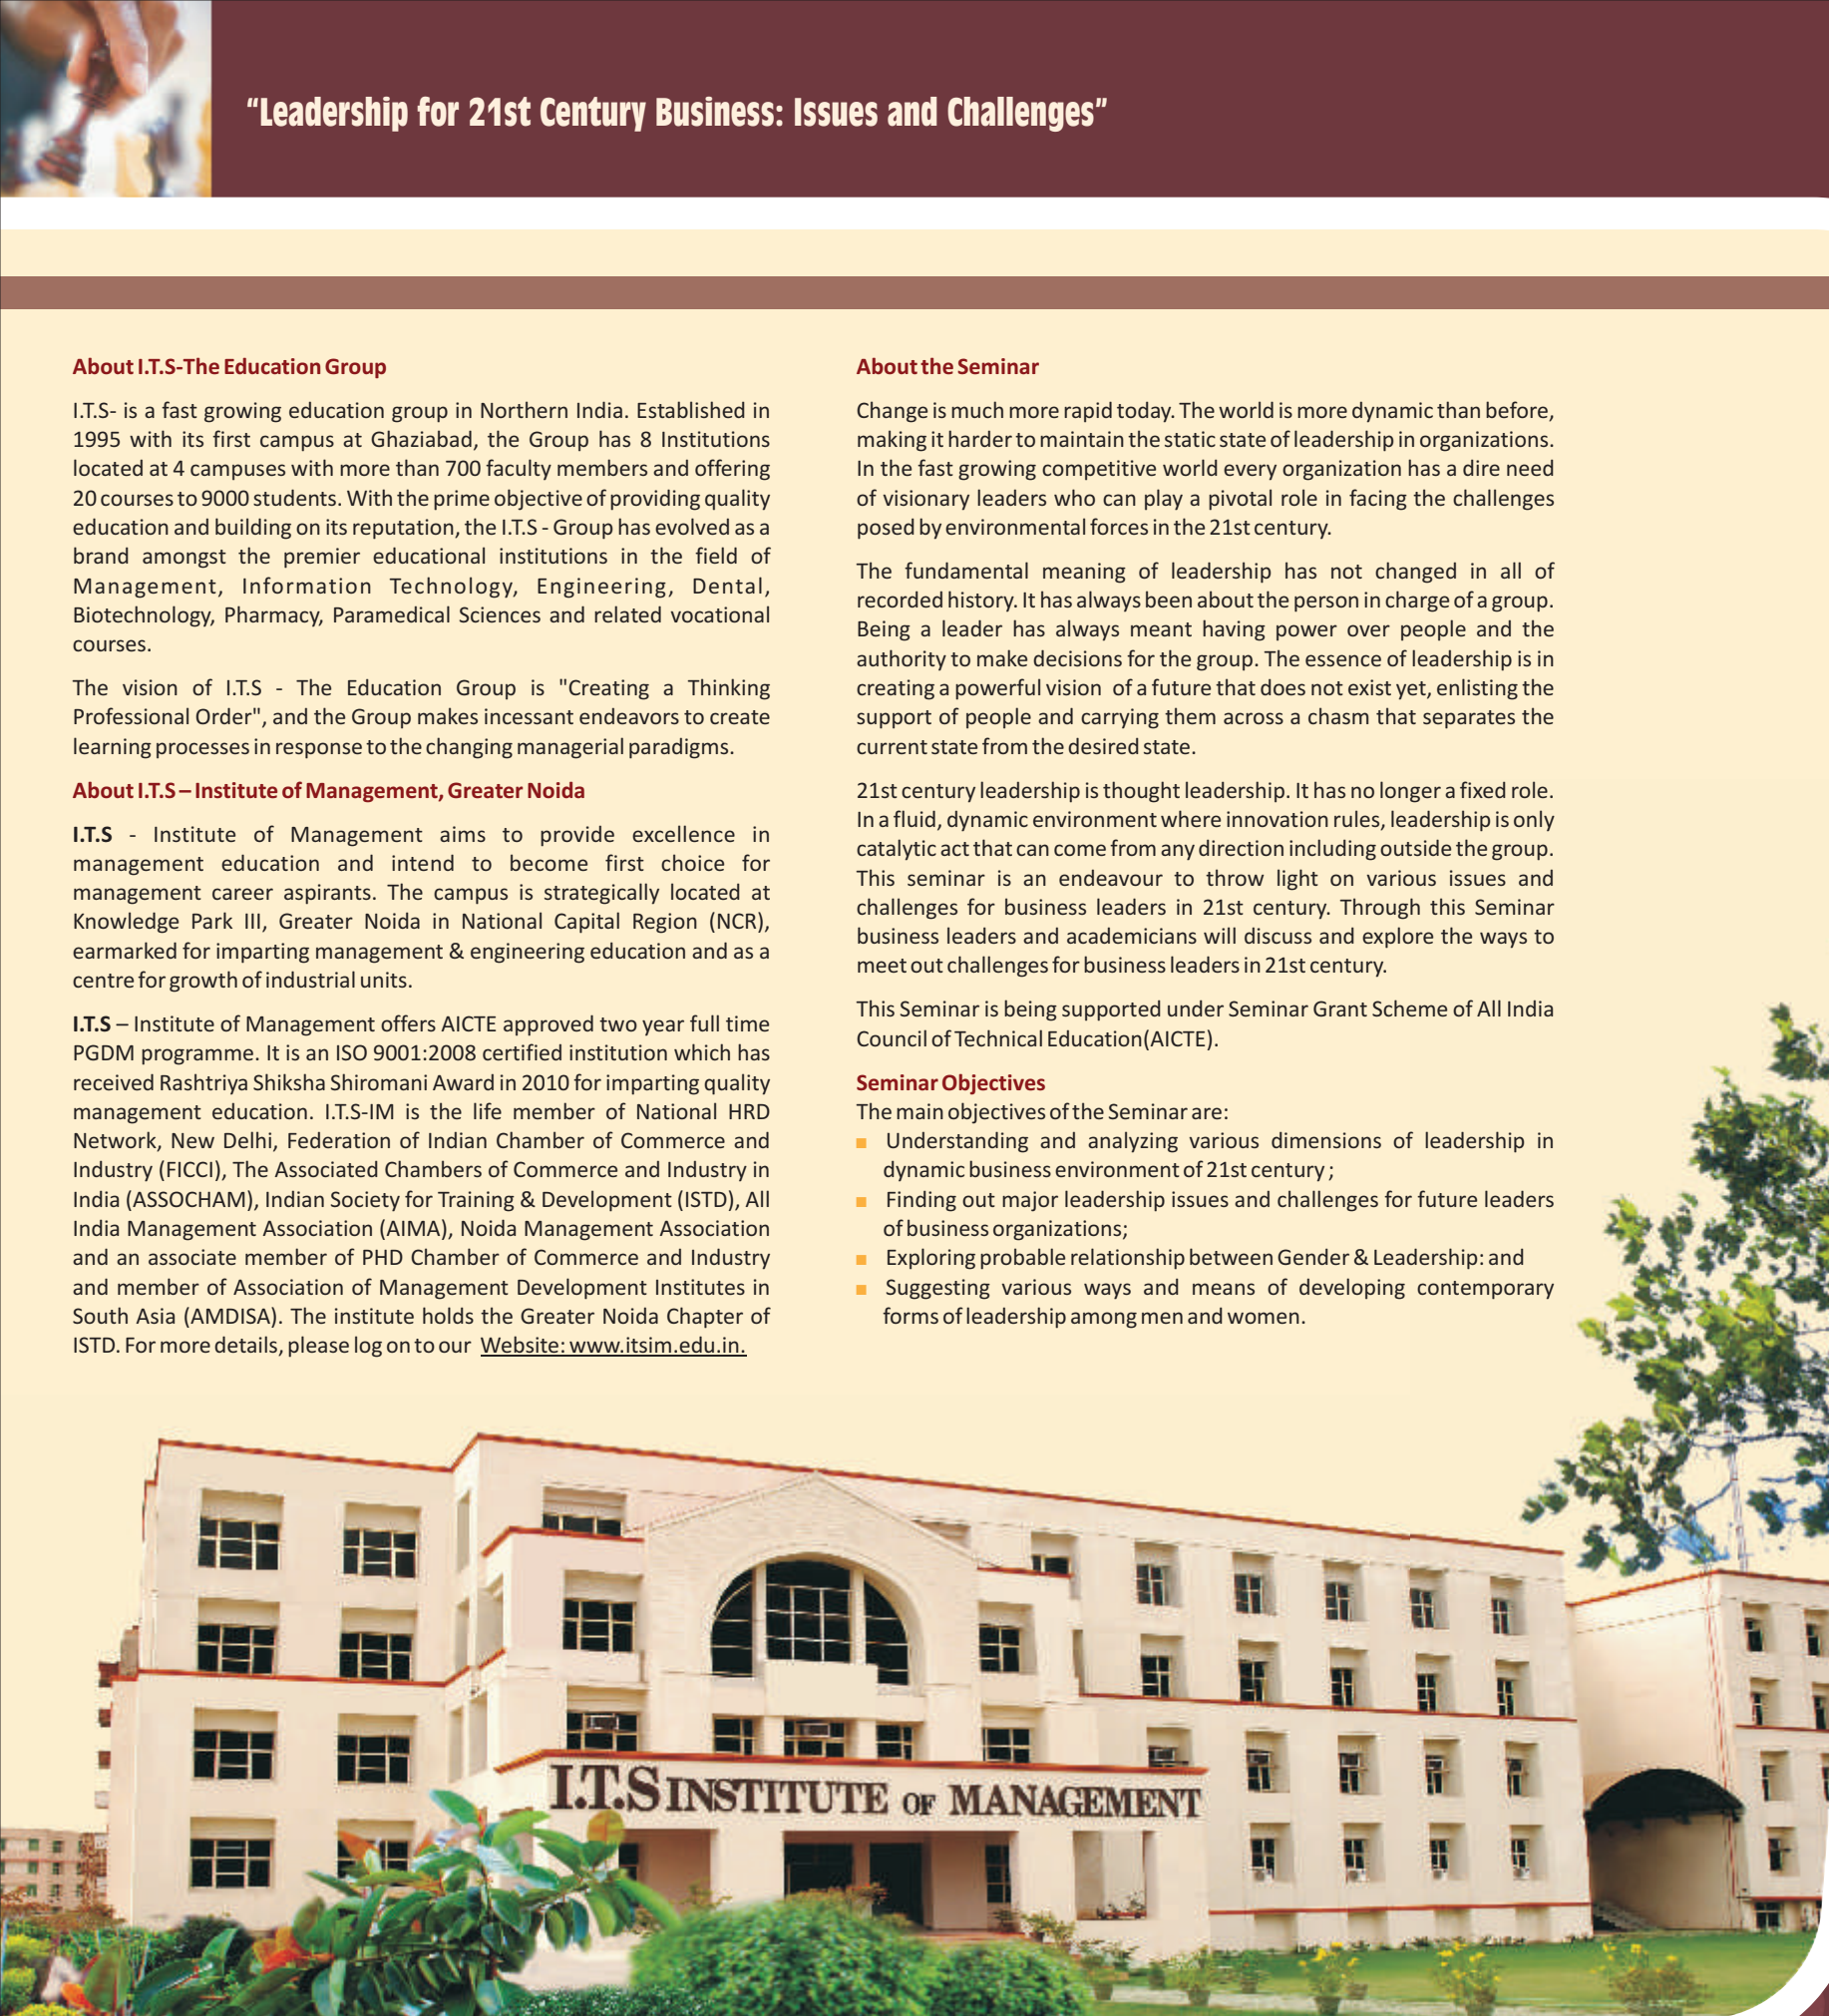 “Leadership for 21st Century Business: Issues and Challenges”
About I.T.S-The Education Group
I.T.S- is a fast growing education group in Northern India. Established in
1995 with its first campus at Ghaziabad, the Group has 8 Institutions
located at 4 campuses with more than 700 faculty members and offering
20 courses to 9000 students. With the prime objective of providing quality
education and building on its reputation, the I.T.S - Group has evolved as a
brand amongst the premier educational institutions in the field of
Management, Information Technology, Engineering, Dental,
Biotechnology, Pharmacy, Paramedical Sciences and related vocational
courses.
The vision of I.T.S - The Education Group is "Creating a Thinking
Professional Order", and the Group makes incessant endeavors to create
learning processes in response to the changing managerial paradigms.
About I.T.S – Institute of Management, Greater Noida
I.T.S - Institute of Management aims to provide excellence in
management education and intend to become first choice for
management career aspirants. The campus is strategically located at
Knowledge Park III, Greater Noida in National Capital Region (NCR),
earmarked for imparting management & engineering education and as a
centre for growth of industrial units.
I.T.S – Institute of Management offers AICTE approved two year full time
PGDM programme. It is an ISO 9001:2008 certified institution which has
received Rashtriya Shiksha Shiromani Award in 2010 for imparting quality
management education. I.T.S-IM is the life member of National HRD
Network, New Delhi, Federation of Indian Chamber of Commerce and
Industry (FICCI), The Associated Chambers of Commerce and Industry in
India (ASSOCHAM), Indian Society for Training & Development (ISTD), All
India Management Association (AIMA), Noida Management Association
and an associate member of PHD Chamber of Commerce and Industry
and member of Association of Management Development Institutes in
South Asia (AMDISA). The institute holds the Greater Noida Chapter of
ISTD. For more details, please log on to our Website: www.itsim.edu.in.
About the Seminar
Change is much more rapid today. The world is more dynamic than before,
making it harder to maintain the static state of leadership in organizations.
In the fast growing competitive world every organization has a dire need
of visionary leaders who can play a pivotal role in facing the challenges
posed by environmental forces in the 21st century.
The fundamental meaning of leadership has not changed in all of
recorded history. It has always been about the person in charge of a group.
Being a leader has always meant having power over people and the
authority to make decisions for the group. The essence of leadership is in
creating a powerful vision of a future that does not exist yet, enlisting the
support of people and carrying them across a chasm that separates the
current state from the desired state.
21st century leadership is thought leadership. It has no longer a fixed role.
In a fluid, dynamic environment where innovation rules, leadership is only
catalytic act that can come from any direction including outside the group.
This seminar is an endeavour to throw light on various issues and
challenges for business leaders in 21st century. Through this Seminar
business leaders and academicians will discuss and explore the ways to
meet out challenges for business leaders in 21st century.
This Seminar is being supported under Seminar Grant Scheme of All India
Council of Technical Education(AICTE).
Seminar Objectives
The main objectives of the Seminar are:
Understanding and analyzing various dimensions of leadership in
dynamic business environment of 21st century ;
Finding out major leadership issues and challenges for future leaders
of business organizations;
Exploring probable relationship between Gender & Leadership: and
Suggesting various ways and means of developing contemporary
forms of leadership among men and women.
I.T.S INSTITUTE OF MANAGEMENT